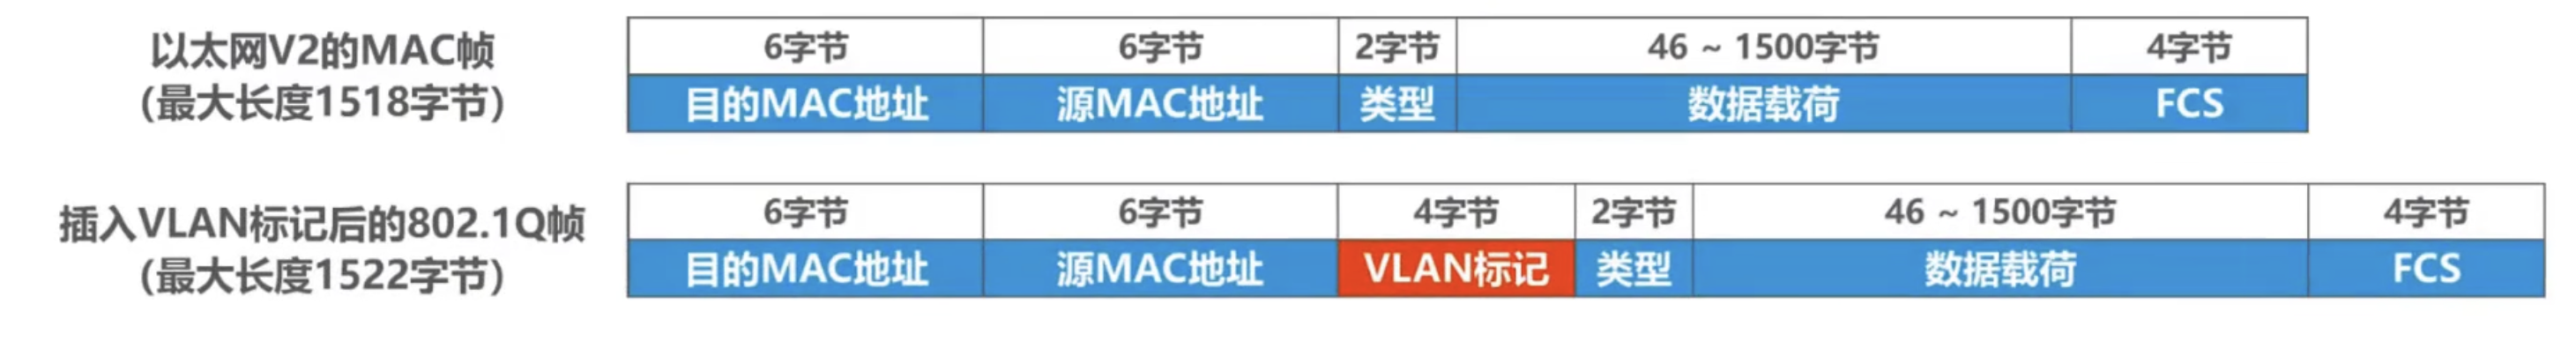 以太网V2的MAC帧
(最大长度1518字节)
6字节 6字节 2字节 46 ~ 1500字节 4字节
目的MAC地址 源MAC地址 类型 数据载荷 FCS
插入VLAN标记后的802.1Q帧
(最大长度1522字节)
6字节 6字节 4字节 2字节 46 ~ 1500字节 4字节
目的MAC地址 源MAC地址 VLAN标记 类型 数据载荷 FCS